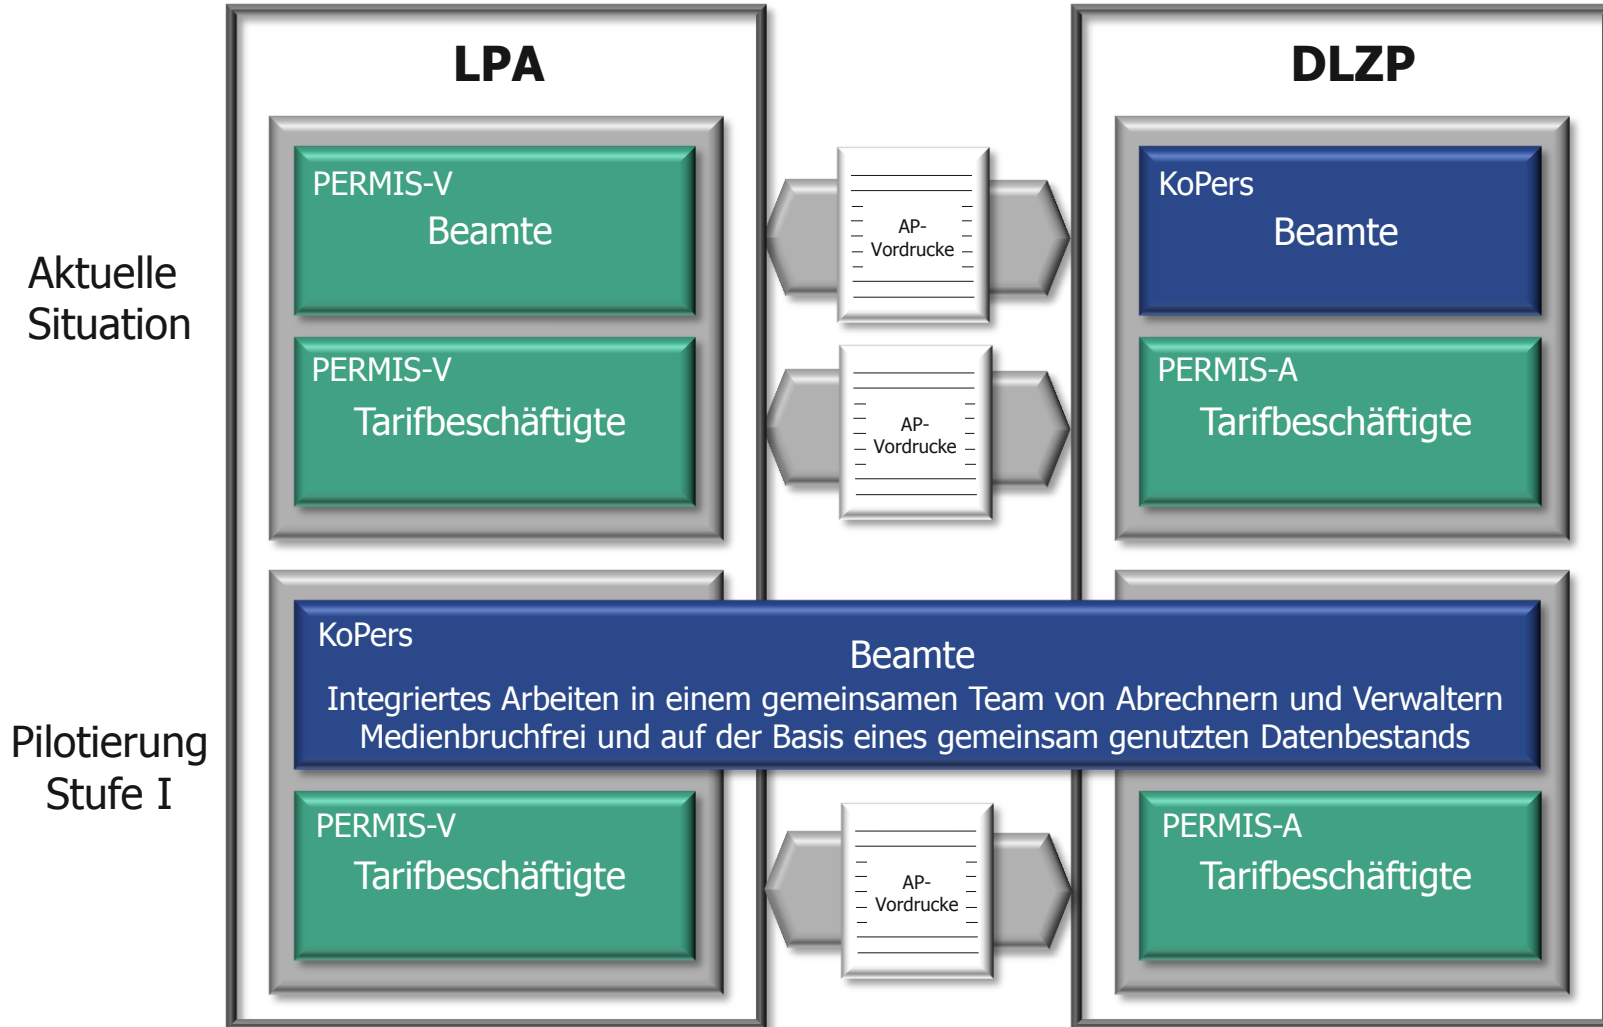 LPA
DLZP
Aktuelle
Situation
PERMIS-V
Beamte
AP-
Vordrucke
KoPers
Beamte
PERMIS-V
Tarifbeschäftigte
AP-
Vordrucke
PERMIS-A
Tarifbeschäftigte
Pilotierung
Stufe I
KoPers
Beamte
Integriertes Arbeiten in einem gemeinsamen Team von Abrechnern und Verwaltern
Medienbruchfrei und auf der Basis eines gemeinsam genutzten Datenbestands
PERMIS-V
Tarifbeschäftigte
AP-
Vordrucke
PERMIS-A
Tarifbeschäftigte